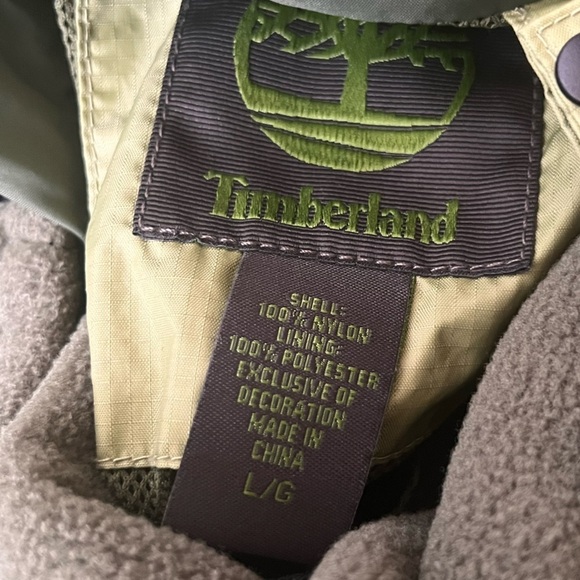 Timberland
SHELL:
100% NYLON
LINING:
100% POLYESTER
EXCLUSIVE OF
DECORATION
MADE IN
CHINA
L/G